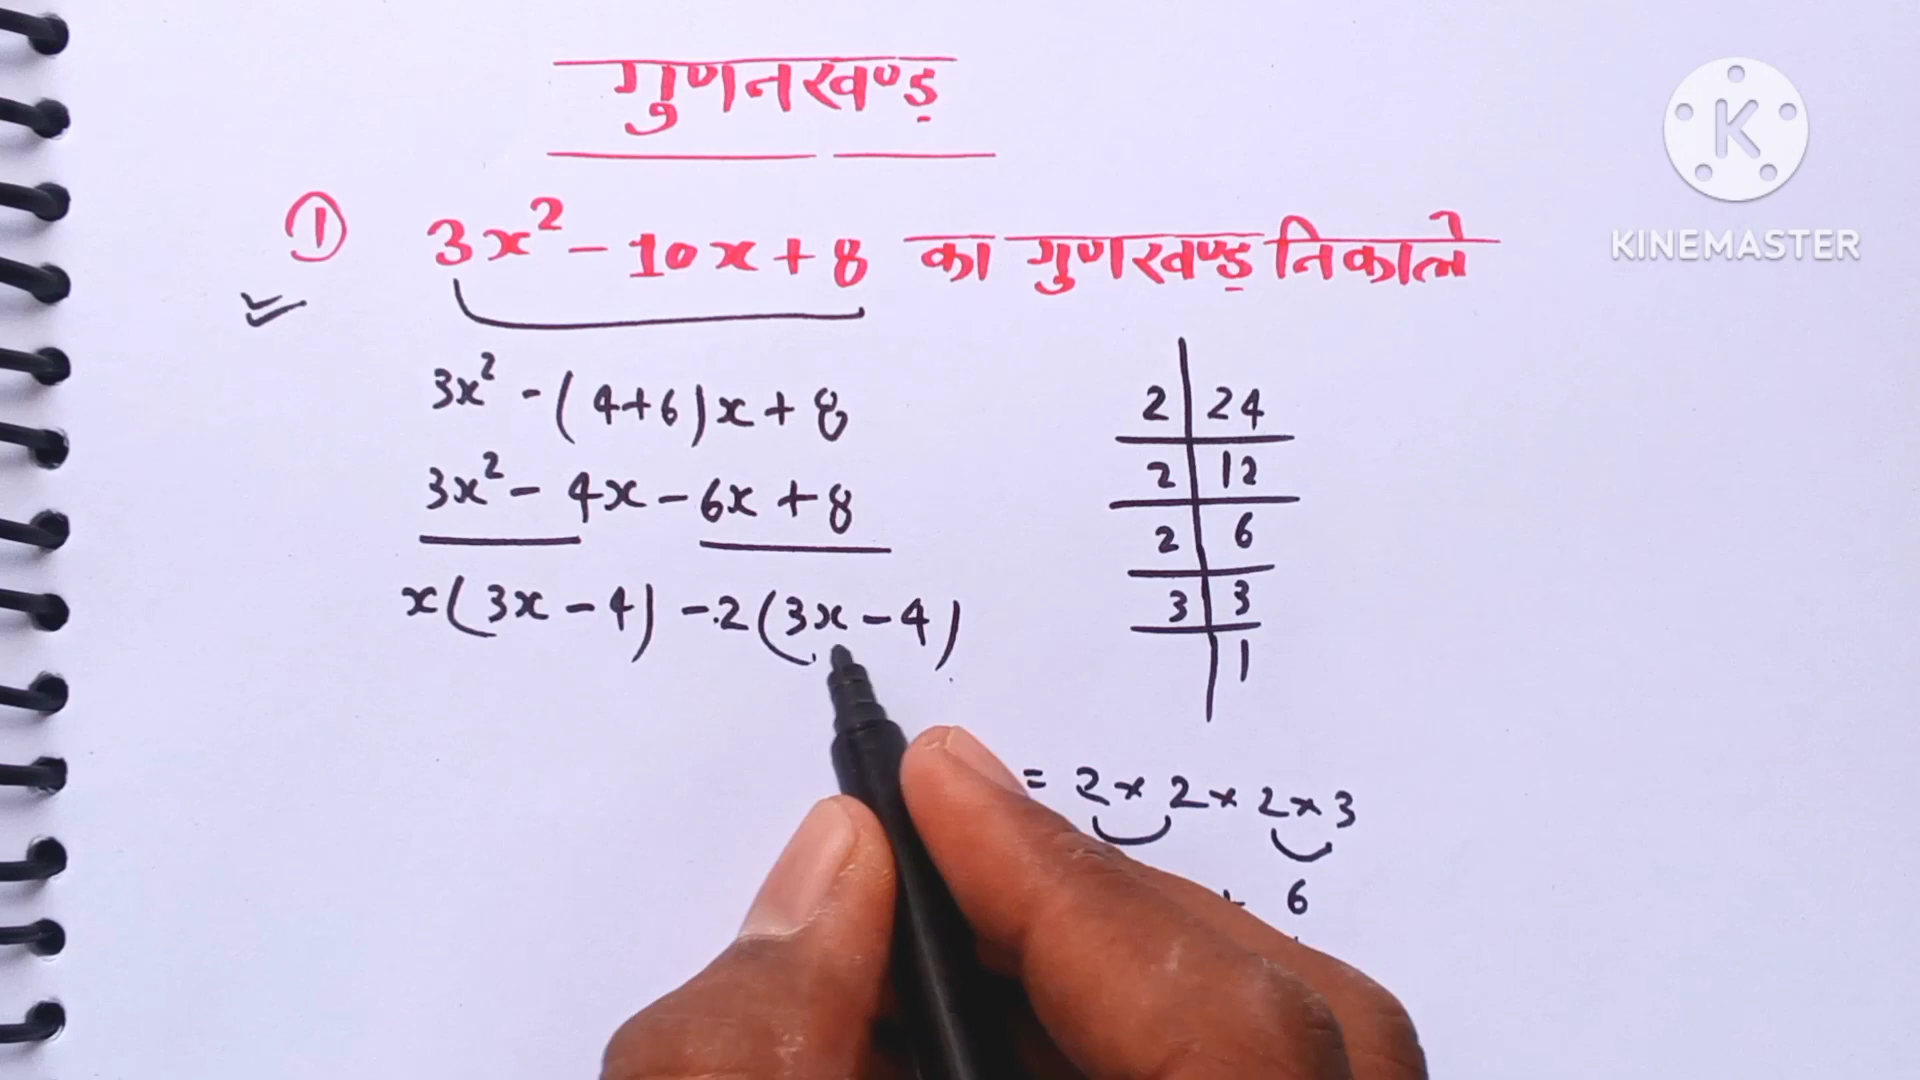 गुणनखण्ड़
① 3x² - 10x + 8 का गुणखण्ड़ निकाले
3x² - (4+6)x + 8
3x² - 4x - 6x + 8
x(3x - 4) - 2(3x - 4)
2 | 24
2 | 12
2 | 6
3 | 3
| 1
= 2 × 2 × 2 × 3
6
K
KINEMASTER